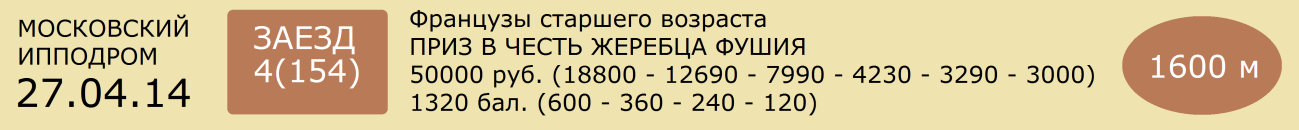 МОСКОВСКИЙ
ИППОДРОМ
27.04.14
ЗАЕЗД
4(154)
Французы старшего возраста
ПРИЗ В ЧЕСТЬ ЖЕРЕБЦА ФУШИЯ
50000 руб. (18800 - 12690 - 7990 - 4230 - 3290 - 3000)
1320 бал. (600 - 360 - 240 - 120)
1600 м